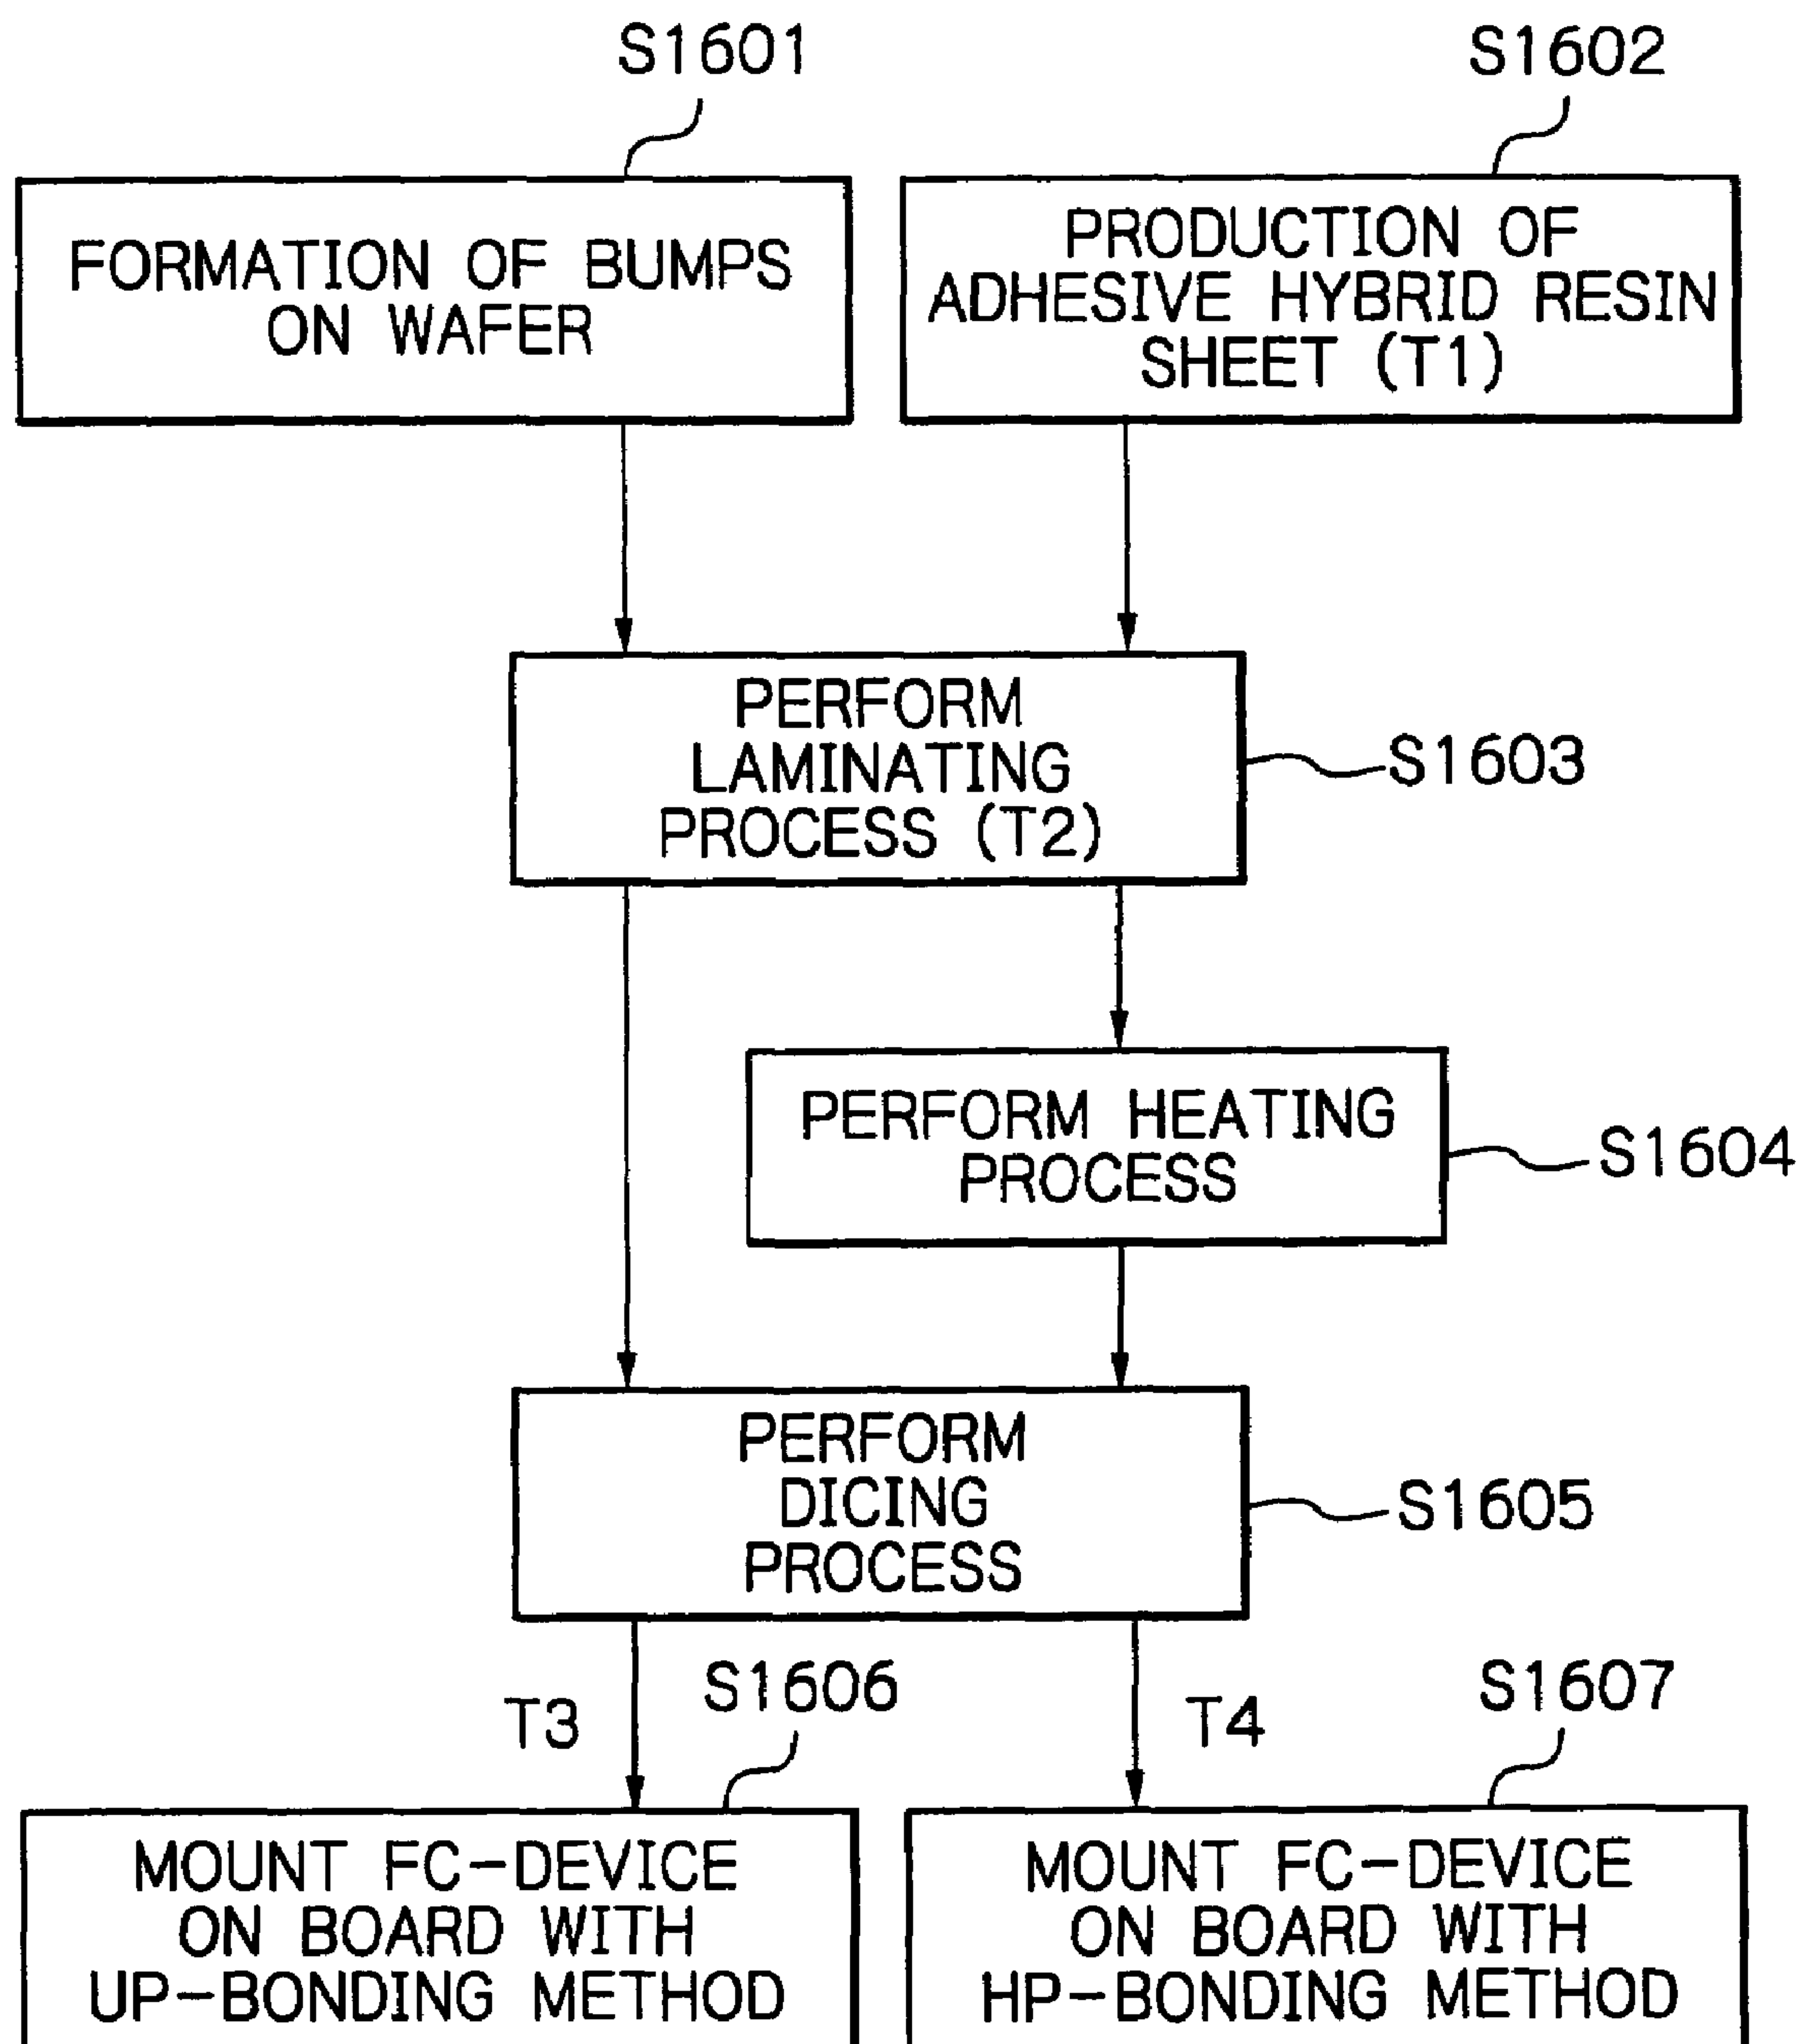 S1601
S1602
FORMATION OF BUMPS
ON WAFER
PRODUCTION OF
ADHESIVE HYBRID RESIN
SHEET (T1)
PERFORM
LAMINATING
PROCESS (T2)
S1603
PERFORM HEATING
PROCESS
S1604
PERFORM
DICING
PROCESS
S1605
T3
S1606
T4
S1607
MOUNT FC-DEVICE
ON BOARD WITH
UP-BONDING METHOD
MOUNT FC-DEVICE
ON BOARD WITH
HP-BONDING METHOD